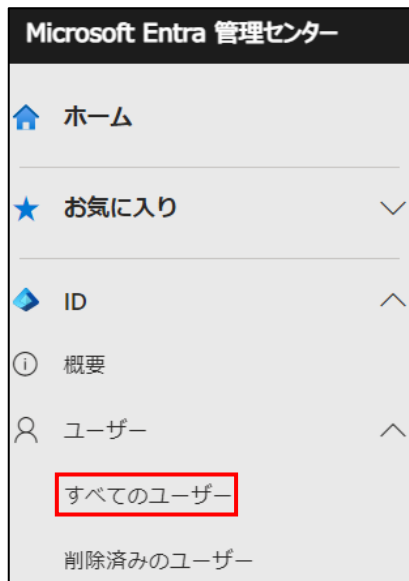 Microsoft Entra 管理センター
ホーム
お気に入り
ID
概要
ユーザー
すべてのユーザー
削除済みのユーザー